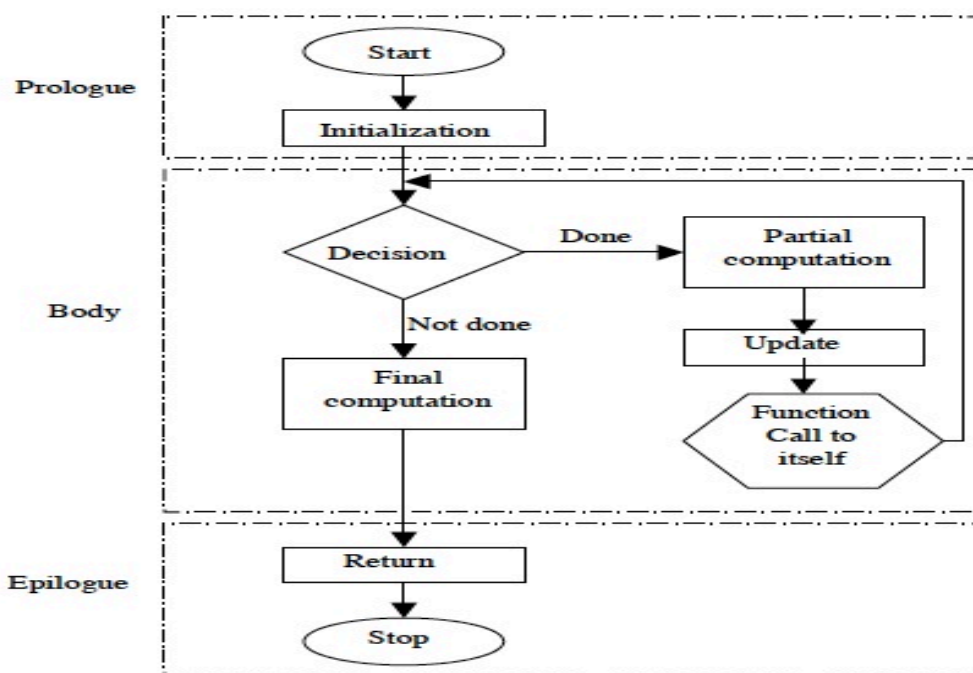 Prologue
Start
Initialization
Body
Decision
Done
Partial
computation
Not done
Update
Final
computation
Function
Call to
itself
Epilogue
Return
Stop